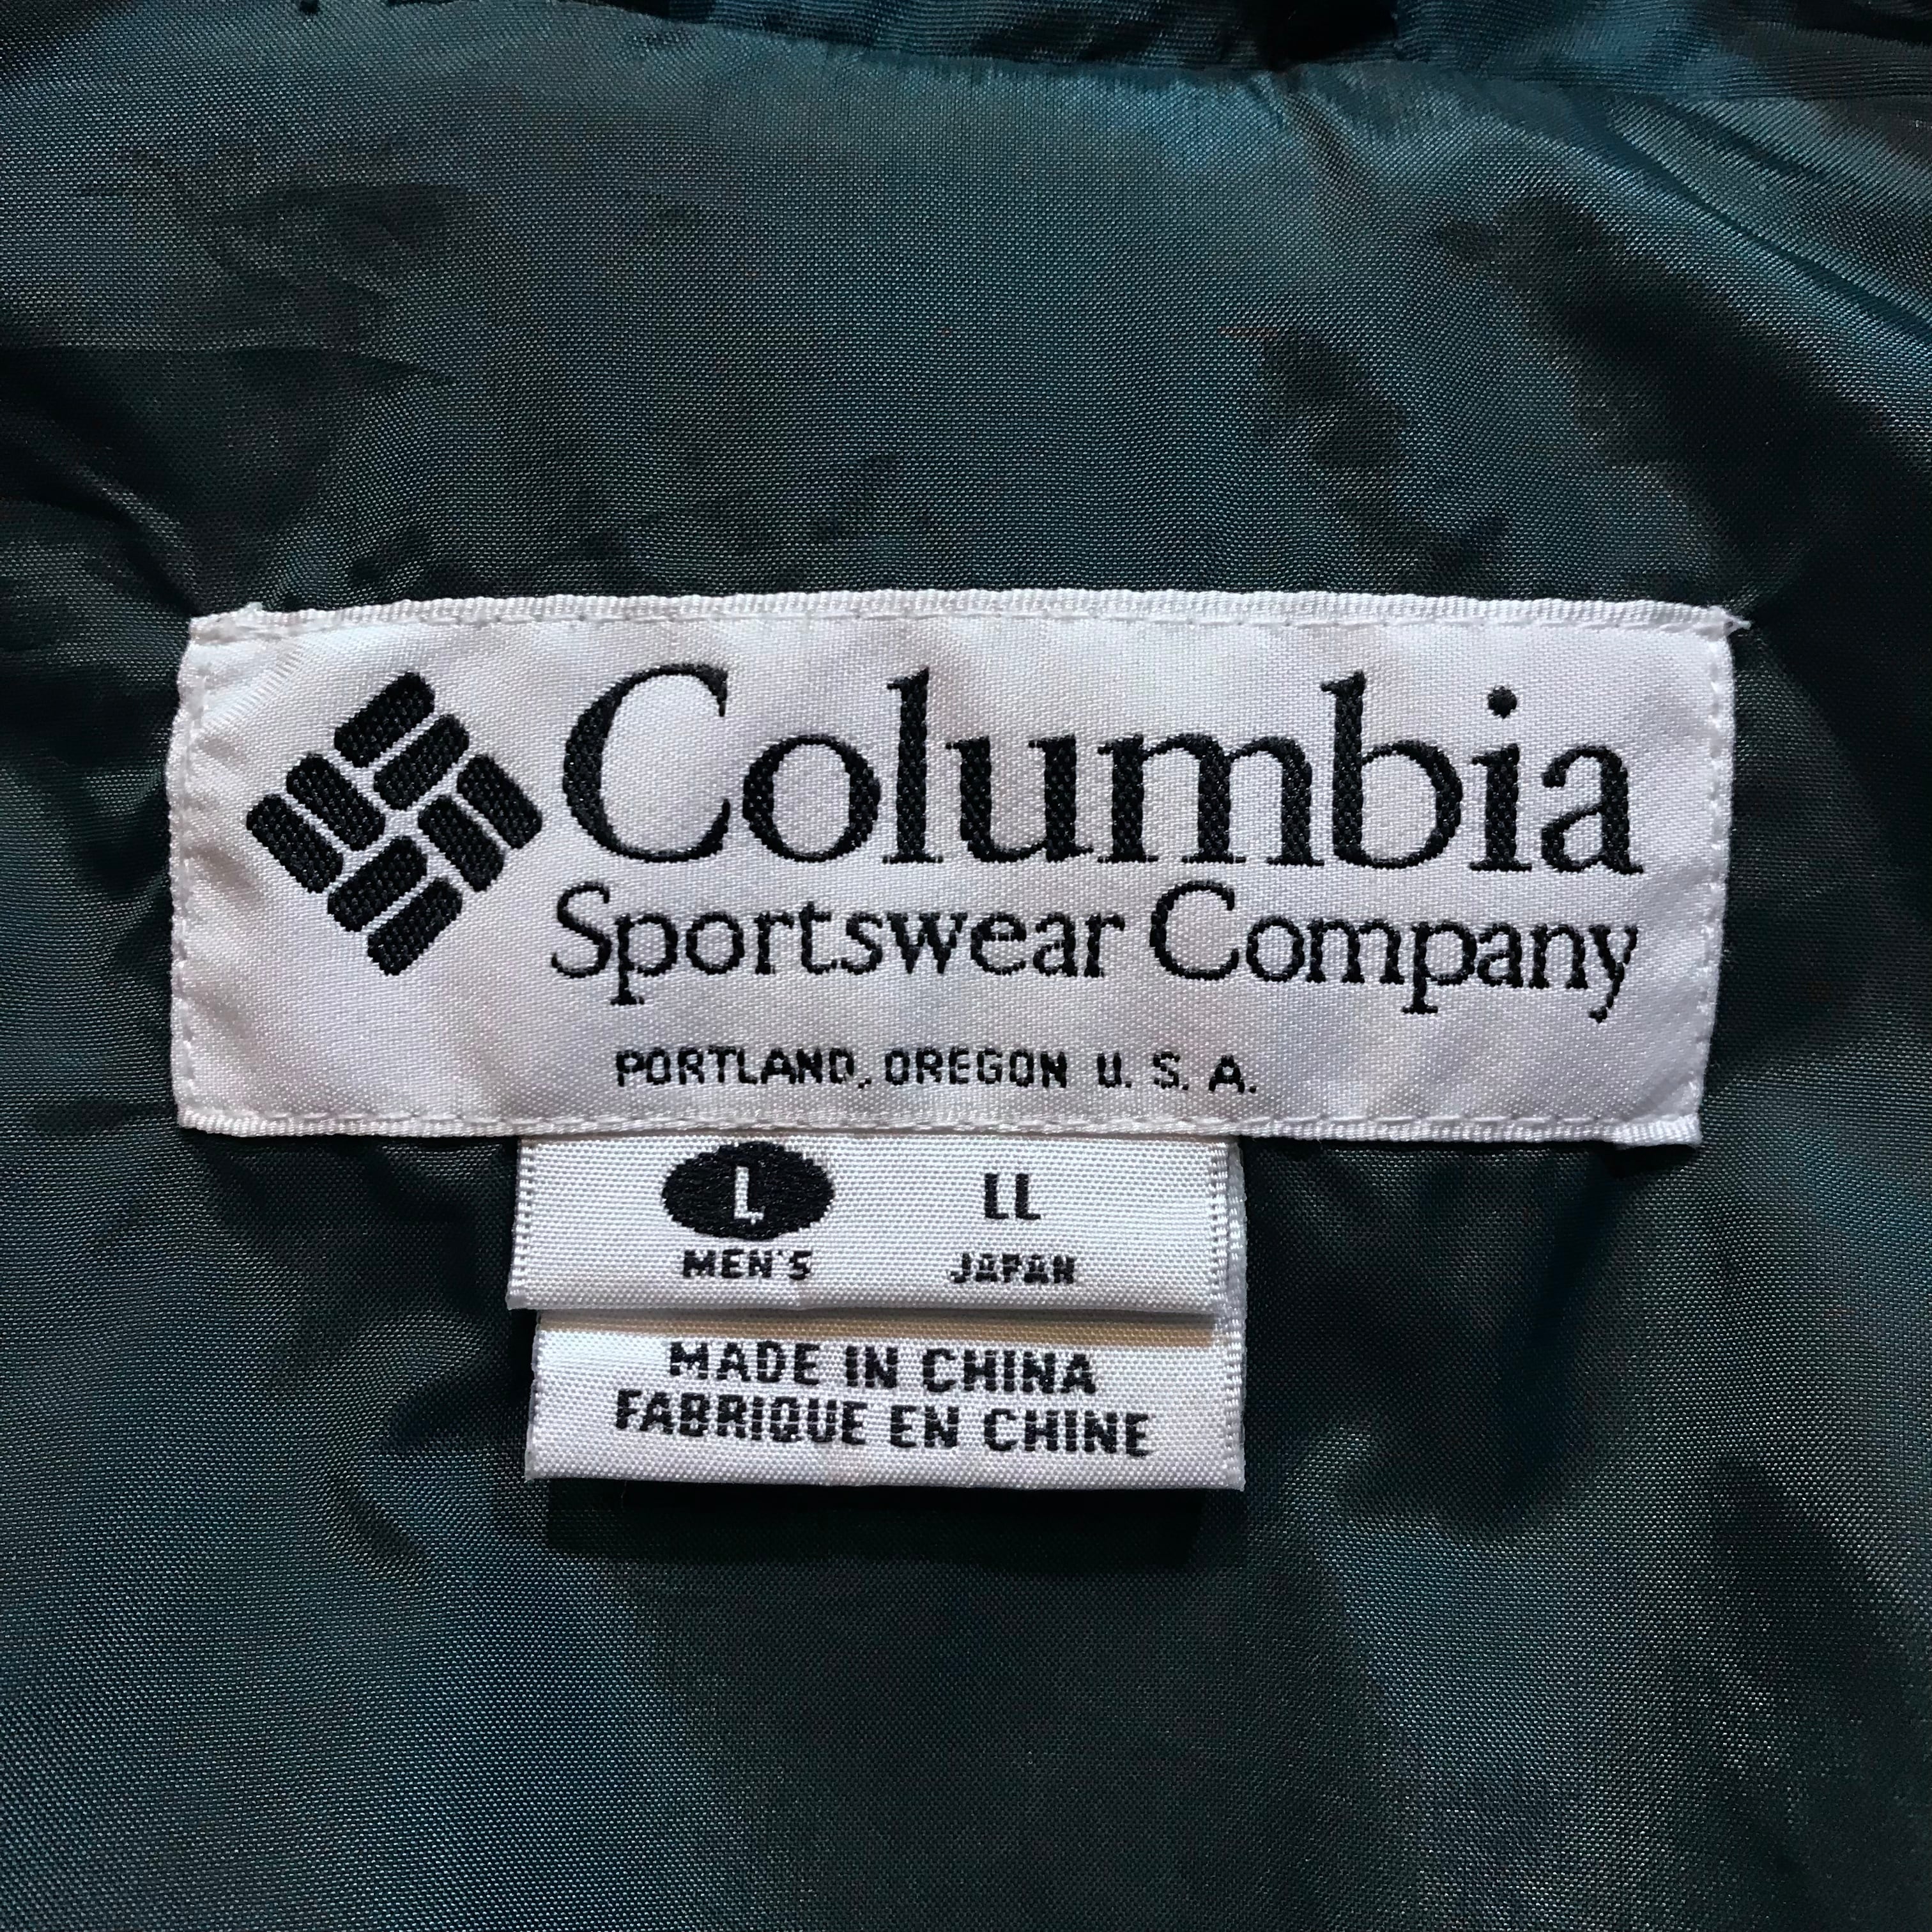 Columbia
Sportswear Company
PORTLAND, OREGON U. S. A.
L LL
MEN'S JAPAN
MADE IN CHINA
FABRIQUE EN CHINE